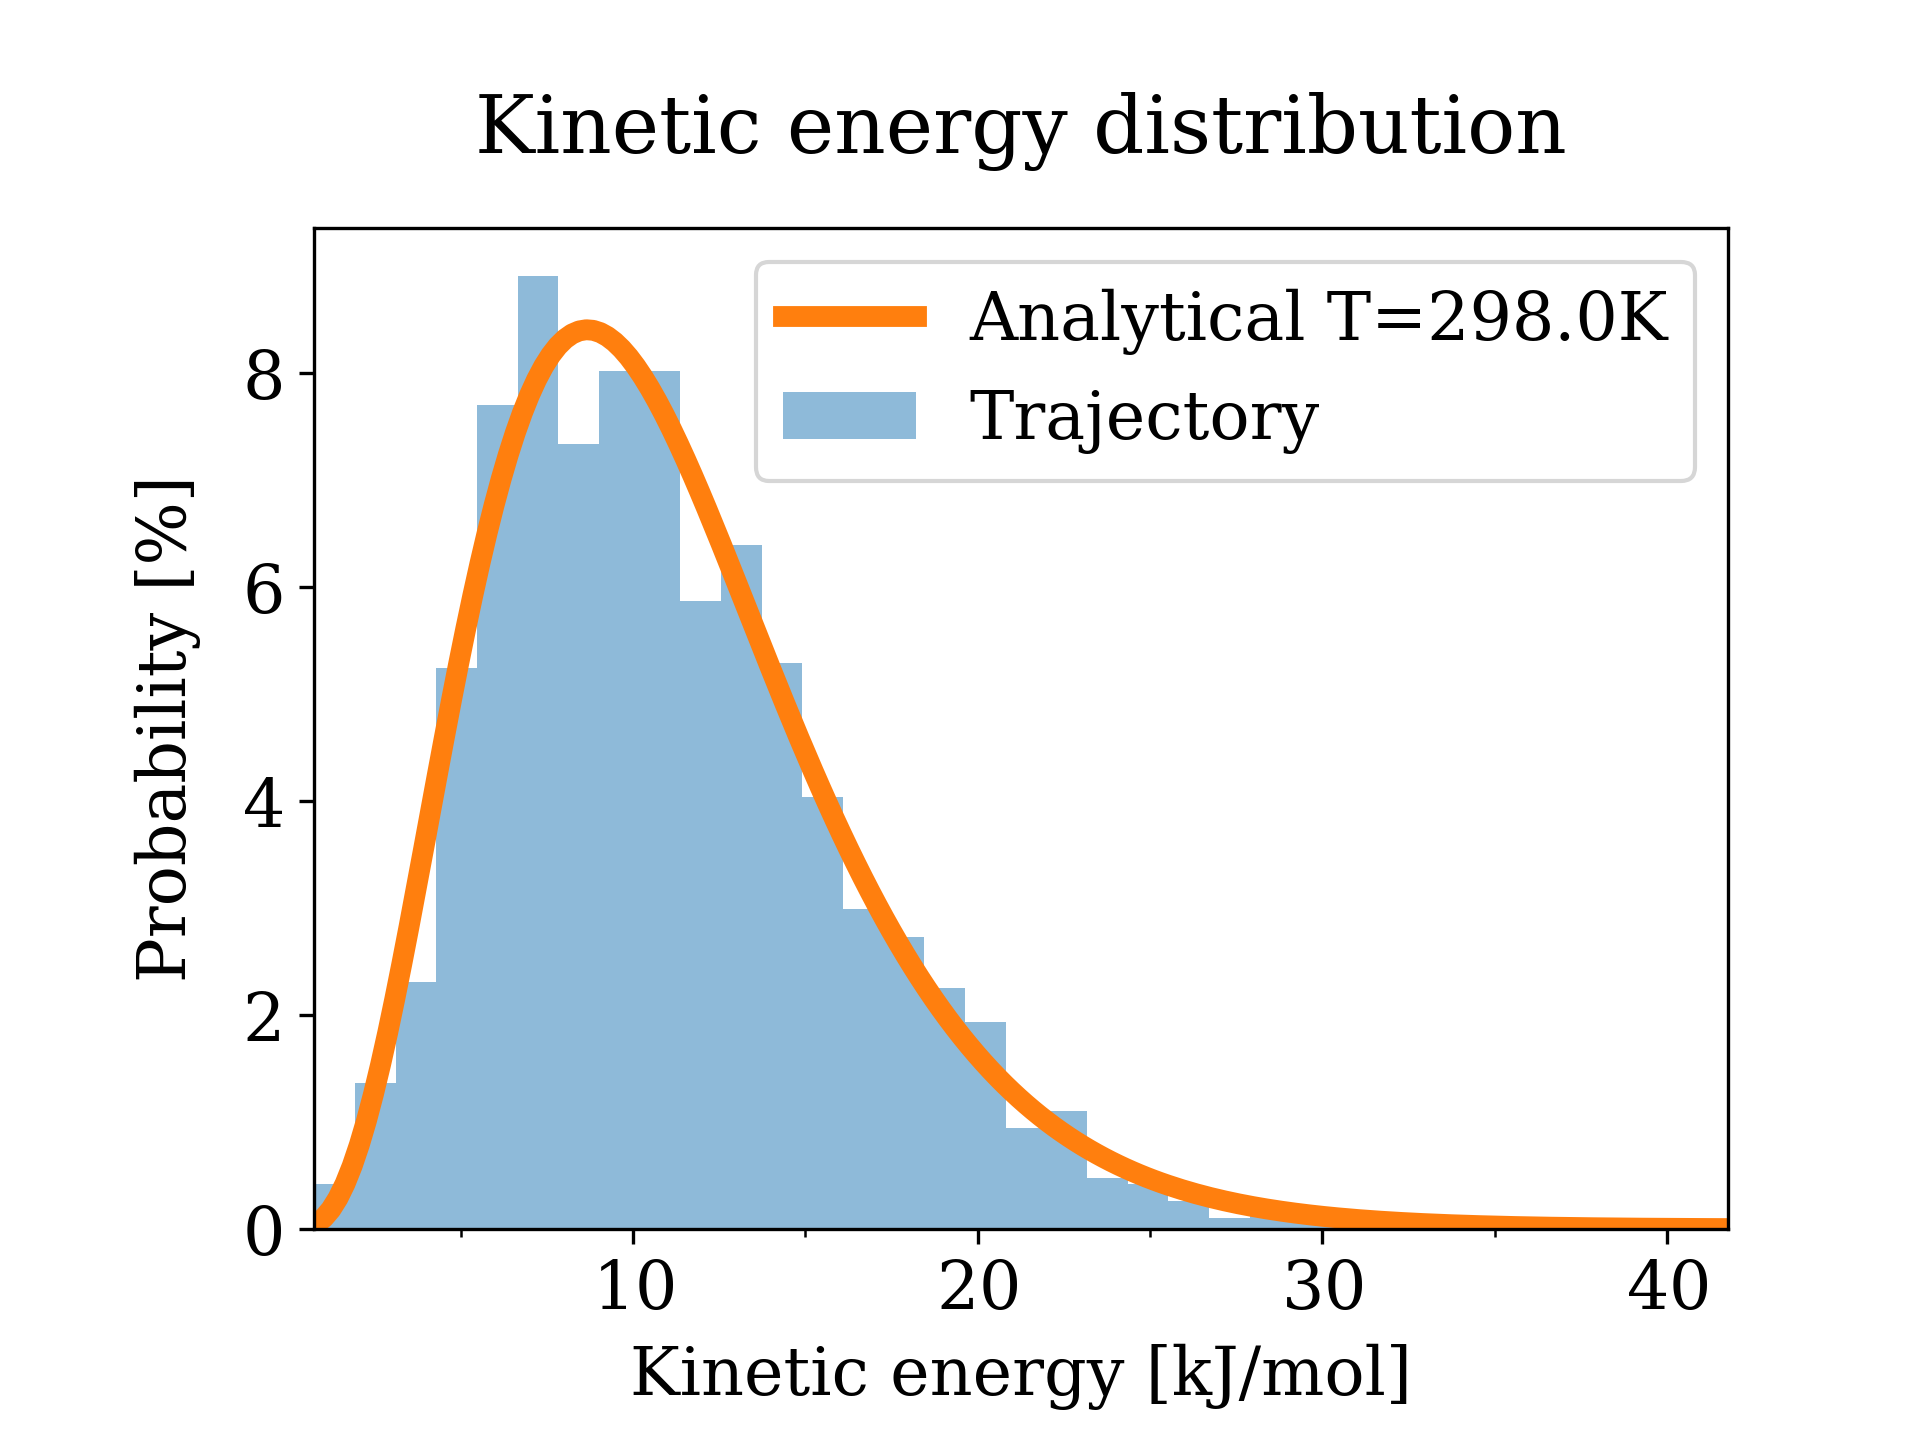 Kinetic energy distribution
Analytical T=298.0K
Trajectory
Probability [%]
8
6
4
2
0
10 20 30 40
Kinetic energy [kJ/mol]